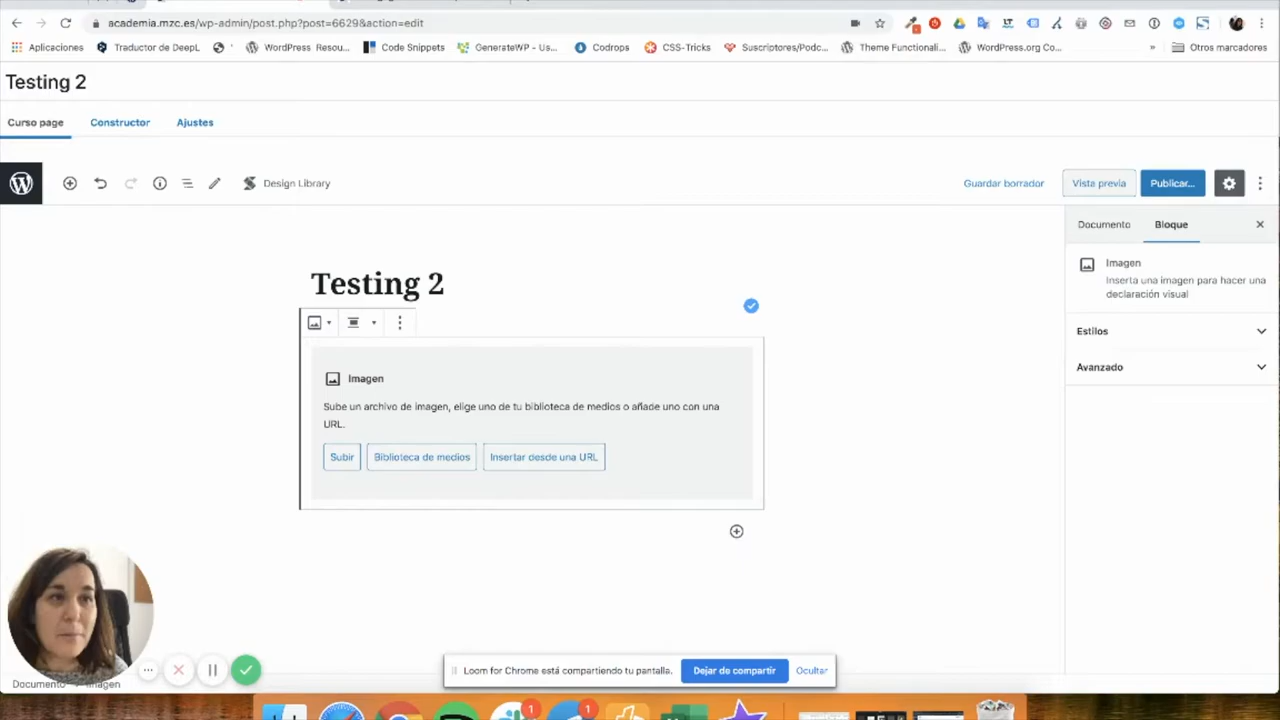 academia.mzc.es/wp-admin/post.php?post=6629&action=edit
Aplicaciones
Traductor de DeepL
WordPress Resou...
Code Snippets
GenerateWP - Us...
Codrops
CSS-Tricks
Suscriptores/Podc...
Theme Functionali...
WordPress.org Co...
»
Otros marcadores
Testing 2
Curso page
Constructor
Ajustes
Design Library
Guardar borrador
Vista previa
Publicar...
Documento
Bloque
Imagen
Inserta una imagen para hacer una
declaración visual
Estilos
Avanzado
Testing 2
Imagen
Sube un archivo de imagen, elige uno de tu biblioteca de medios o añade uno con una
URL.
Subir
Biblioteca de medios
Insertar desde una URL
Loom for Chrome está compartiendo tu pantalla.
Dejar de compartir
Ocultar
Documento
Imagen
1
1